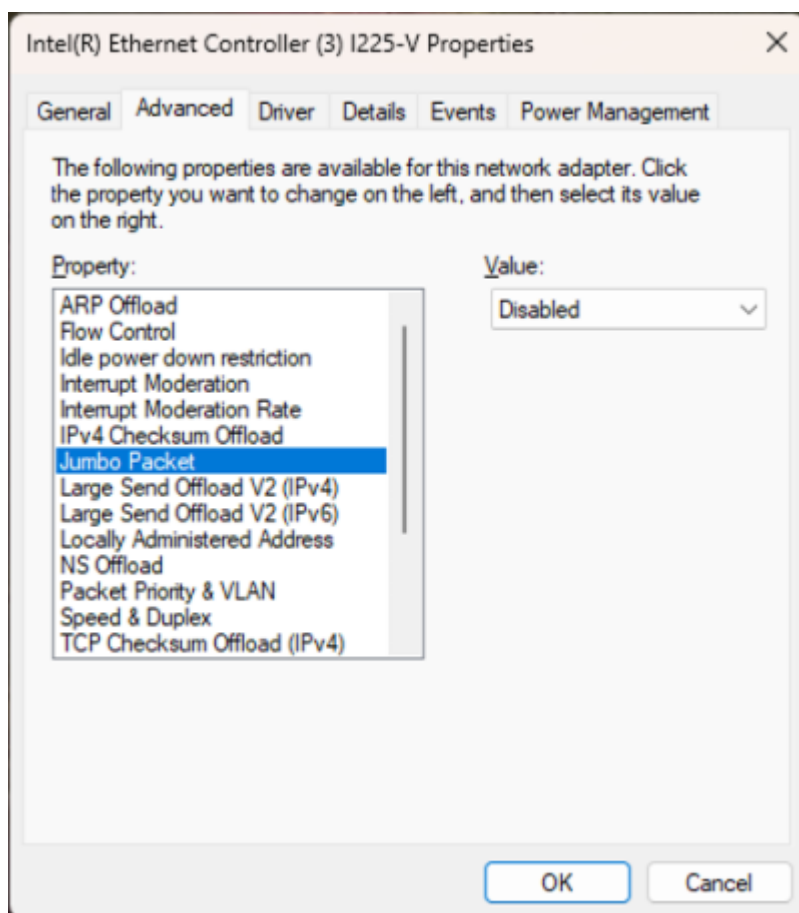 Intel(R) Ethernet Controller (3) I225-V Properties
General Advanced Driver Details Events Power Management
The following properties are available for this network adapter. Click
the property you want to change on the left, and then select its value
on the right.
Property: Value:
ARP Offload Disabled
Flow Control
Idle power down restriction
Interrupt Moderation
Interrupt Moderation Rate
IPv4 Checksum Offload
Jumbo Packet
Large Send Offload V2 (IPv4)
Large Send Offload V2 (IPv6)
Locally Administered Address
NS Offload
Packet Priority & VLAN
Speed & Duplex
TCP Checksum Offload (IPv4)
OK Cancel